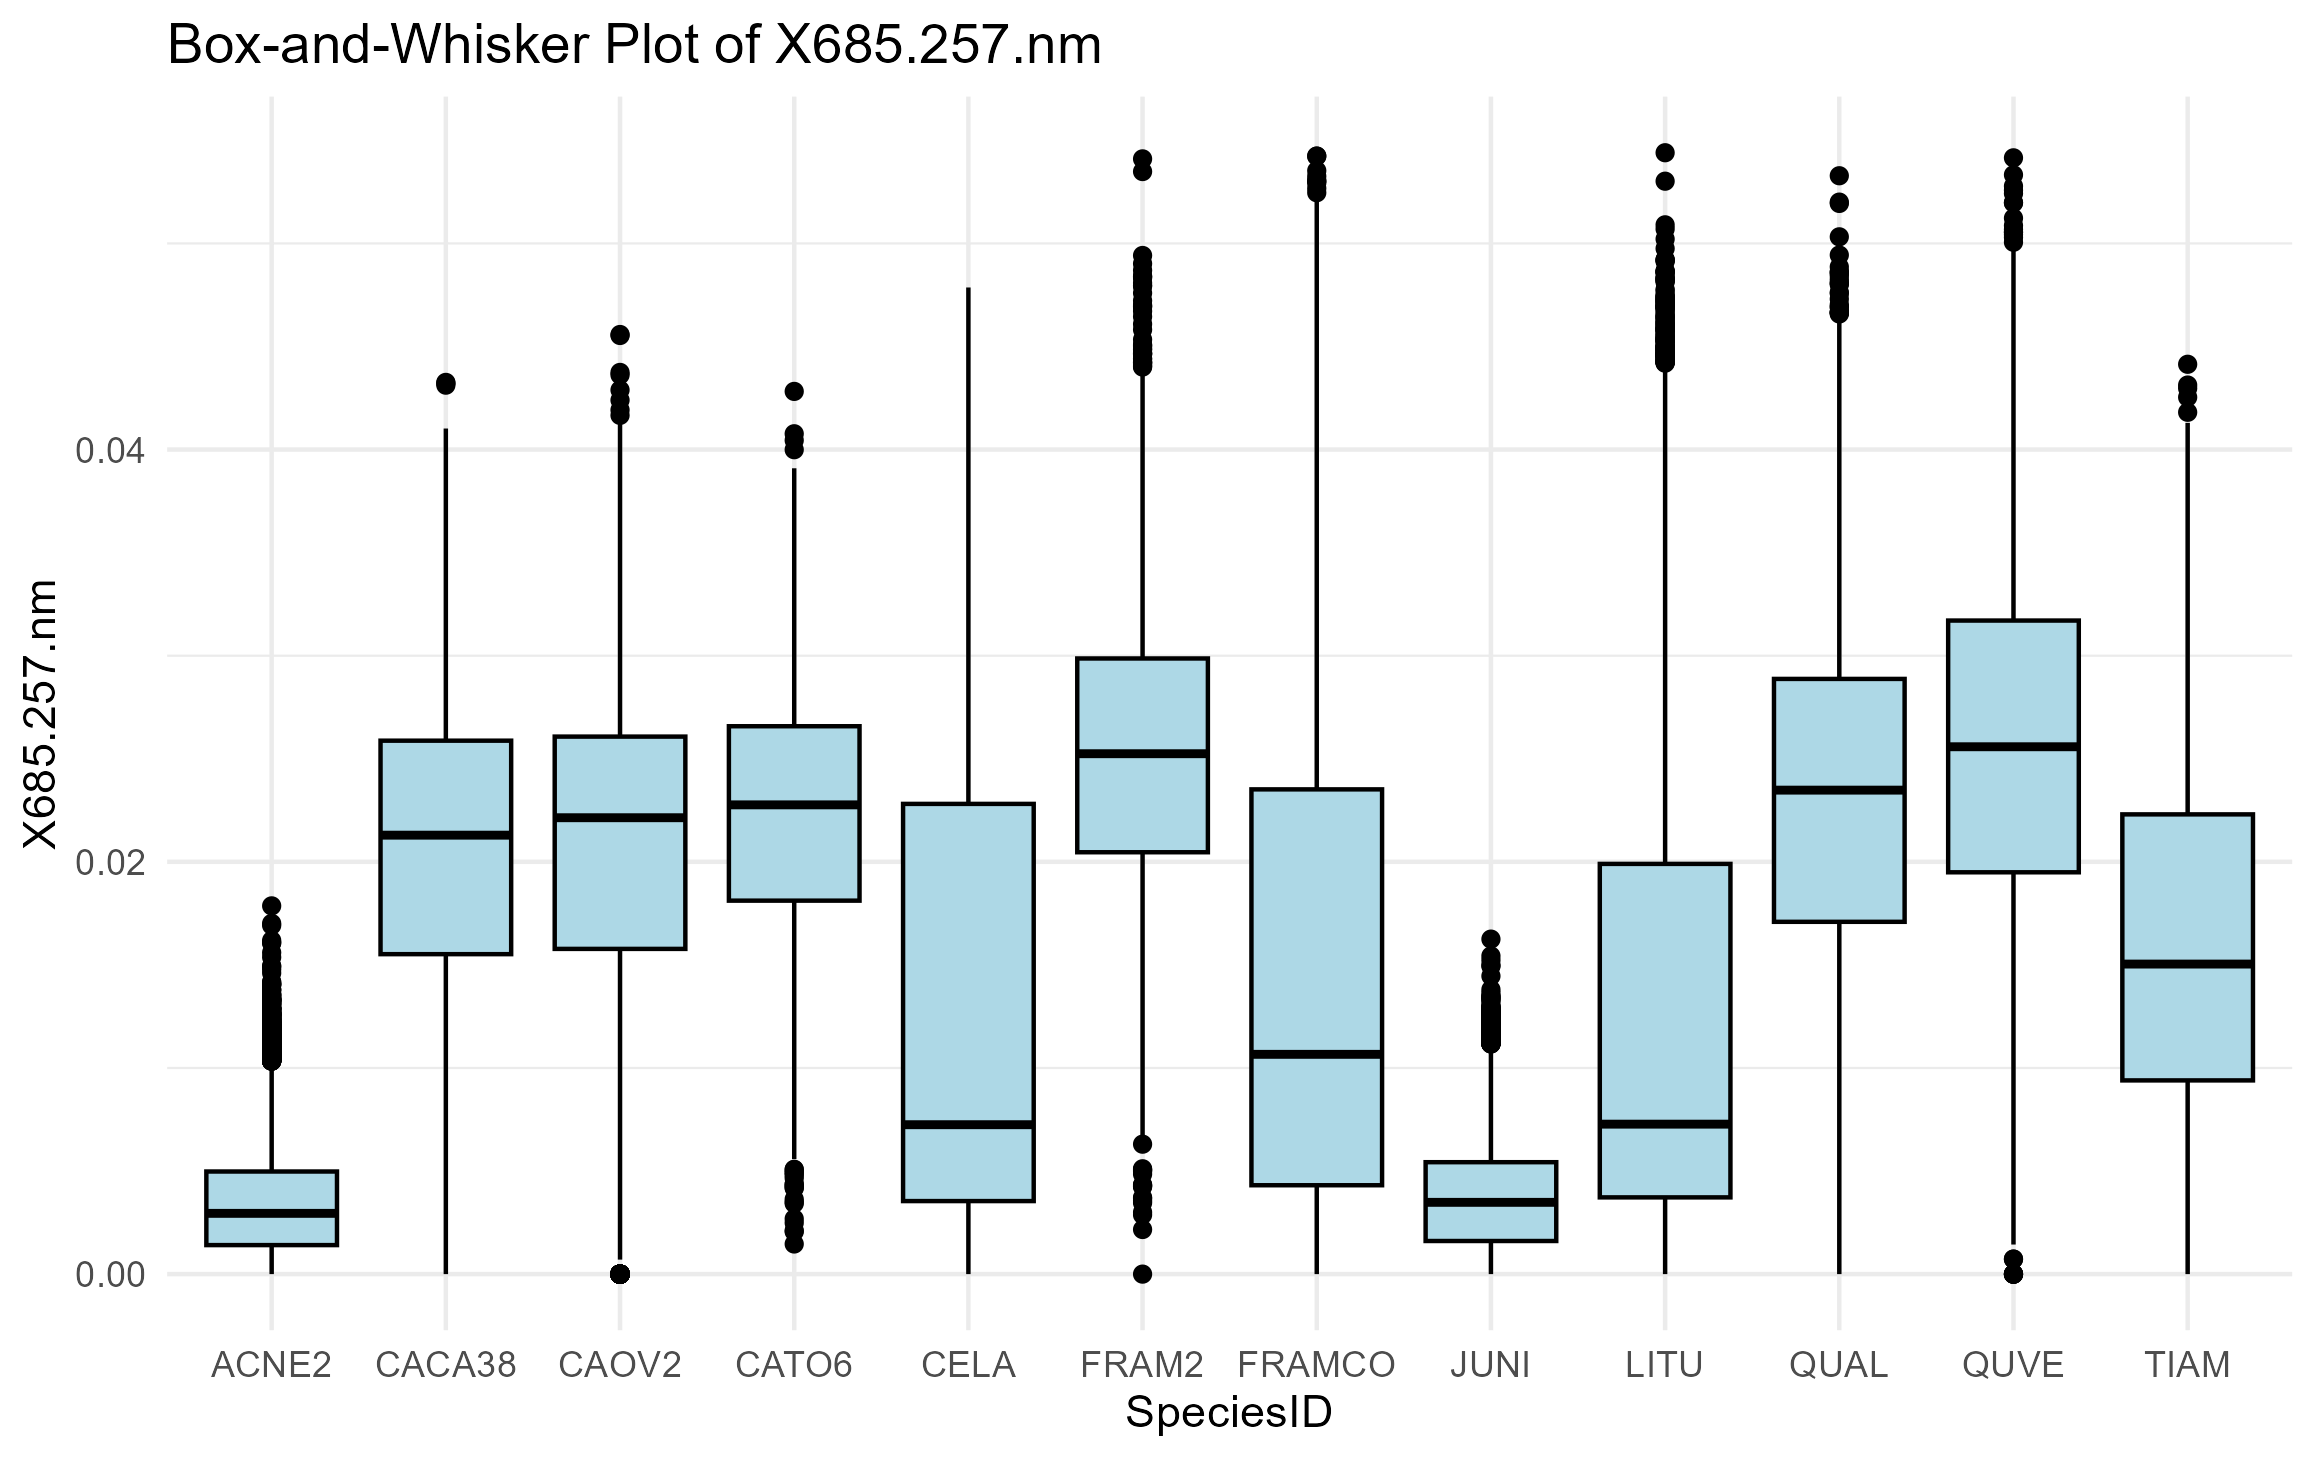 Box-and-Whisker Plot of X685.257.nm
X685.257.nm
0.04
0.02
0.00
ACNE2 CACA38 CAOV2 CATO6 CELA FRAM2 FRAMCO JUNI LITU QUAL QUVE TIAM
SpeciesID